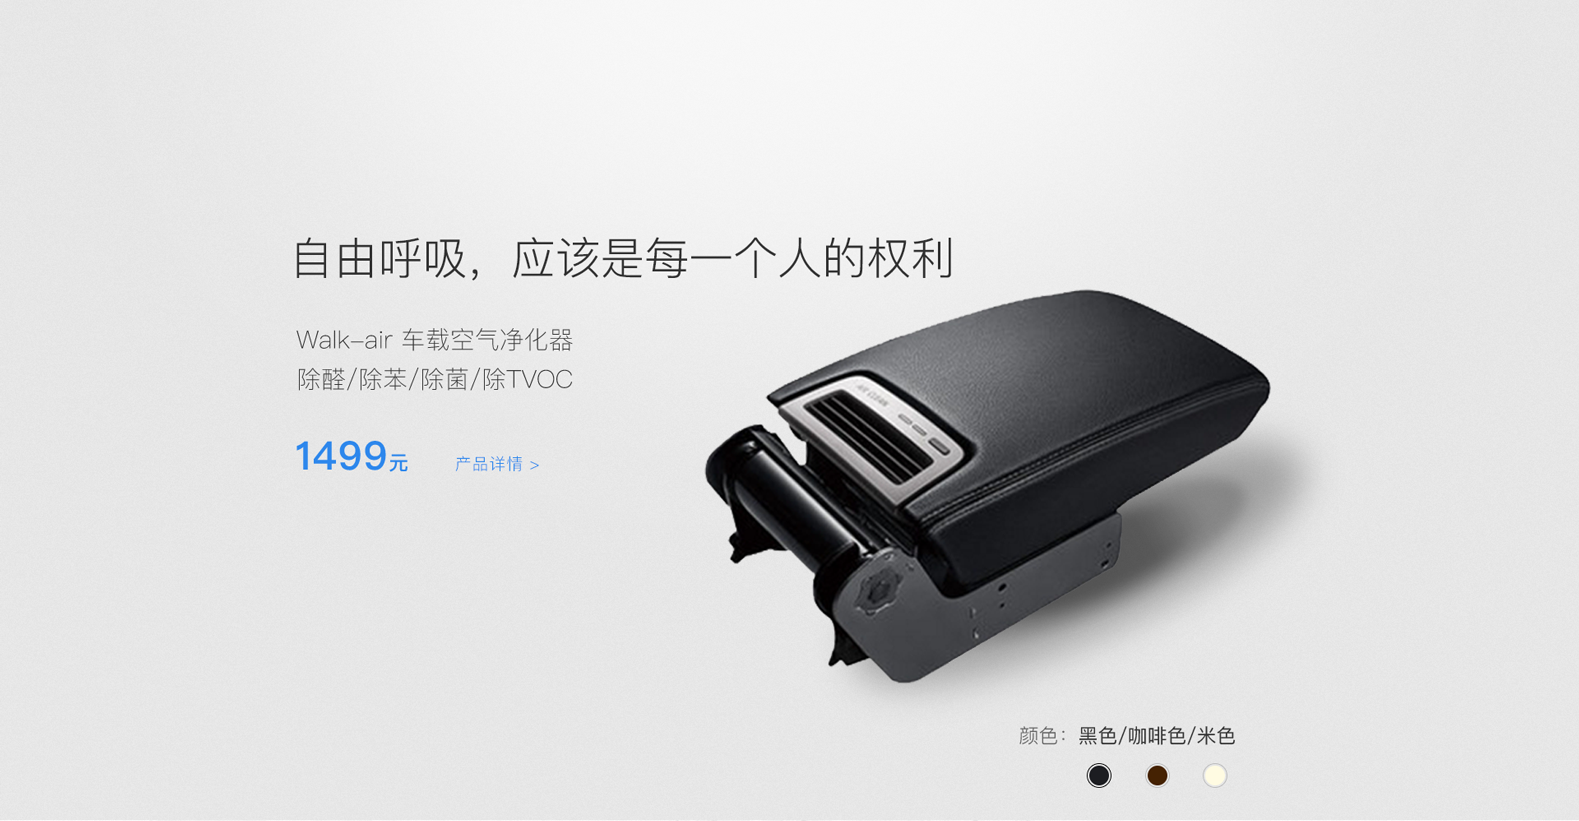 自由呼吸，应该是每一个人的权利
Walk-air 车载空气净化器
除醛/除苯/除菌/除TVOC
1499元 产品详情 >
AIR CLEAN
颜色：黑色/咖啡色/米色